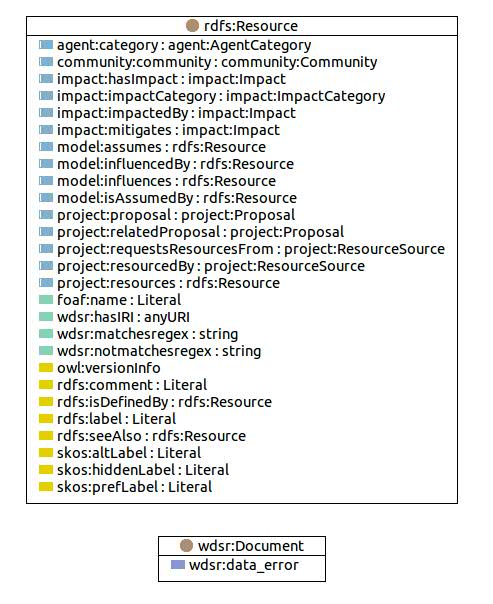 rdfs:Resource
agent:category : agent:AgentCategory
community:community : community:Community
impact:hasImpact : impact:Impact
impact:impactCategory : impact:ImpactCategory
impact:impactedBy : impact:Impact
impact:mitigates : impact:Impact
model:assumes : rdfs:Resource
model:influencedBy : rdfs:Resource
model:influences : rdfs:Resource
model:isAssumedBy : rdfs:Resource
project:proposal : project:Proposal
project:relatedProposal : project:Proposal
project:requestsResourcesFrom : project:ResourceSource
project:resourcedBy : project:ResourceSource
project:resources : rdfs:Resource
foaf:name : Literal
wdsr:hasIRI : anyURI
wdsr:matchesregex : string
wdsr:notmatchesregex : string
owl:versionInfo
rdfs:comment : Literal
rdfs:isDefinedBy : rdfs:Resource
rdfs:label : Literal
rdfs:seeAlso : rdfs:Resource
skos:altLabel : Literal
skos:hiddenLabel : Literal
skos:prefLabel : Literal
wdsr:Document
wdsr:data_error